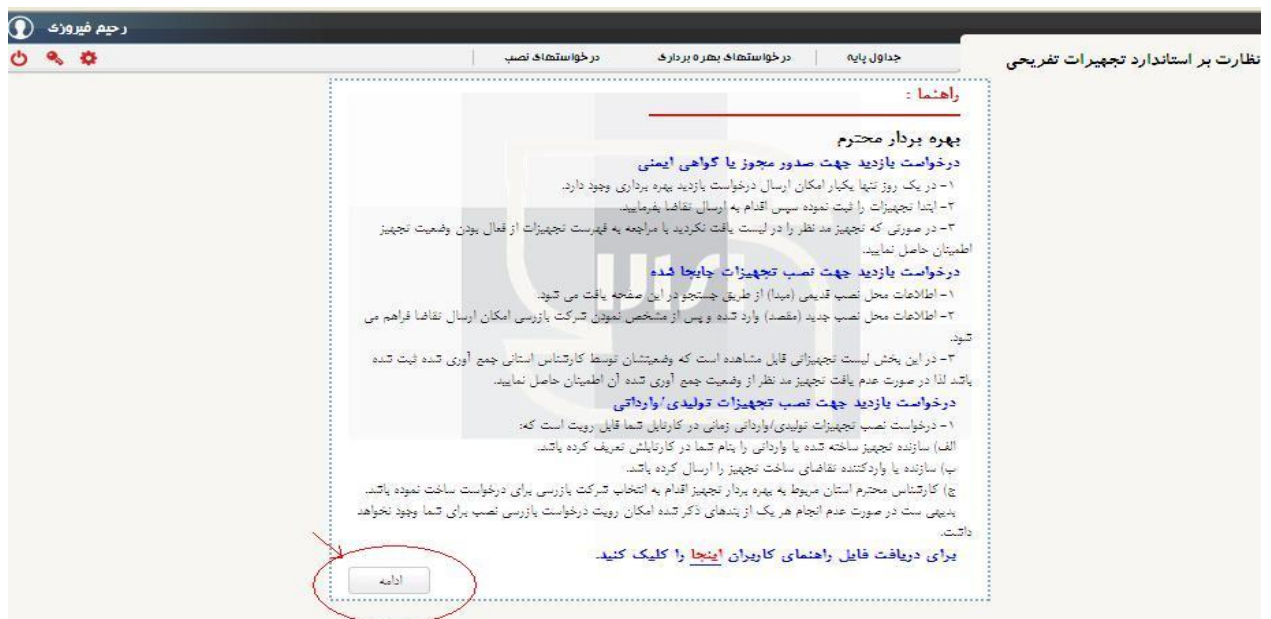 رحیم فیروزی
نظارت بر استاندارد تجهیزات تفریحی
جداول پایه
درخواستهای بهره برداری
درخواستهای نصب
راهنما :
بهره بردار محترم
درخواست بازدید جهت صدور مجوز یا گواهی ایمنی
۱- در یک روز تنها یکبار امکان ارسال درخواست بازدید بهره برداری وجود دارد.
۲- ابتدا تجهیزات را ثبت نموده سپس اقدام به ارسال تقاضا بفرمایید.
۳- در صورتی که تجهیز مد نظر را در لیست یافت نکردید با مراجعه به فهرست تجهیزات از فعال بودن وضعیت تجهیز
اطمینان حاصل نمایید.
درخواست بازدید جهت نصب تجهیزات جابجا شده
۱- اطلاعات محل نصب قدیمی (مبدا) از طریق جستجو در این صفحه یافت می شود.
۲- اطلاعات محل نصب جدید (مقصد) وارد شده و پس از مشخص نمودن شرکت بازرسی امکان ارسال تقاضا فراهم می
شود.
۳- در این بخش لیست تجهیزاتی قابل مشاهده است که وضعیتشان توسط کارشناس استانی جمع آوری شده ثبت شده
باشد لذا در صورت عدم یافت تجهیز مد نظر از وضعیت جمع آوری شده آن اطمینان حاصل نمایید.
درخواست بازدید جهت نصب تجهیزات تولیدی/وارداتی
۱- درخواست نصب تجهیزات تولیدی/وارداتی زمانی در کارتابل شما قابل رویت است که:
الف) سازنده تجهیز ساخته شده یا وارداتی را بنام شما در کارتابلش تعریف کرده باشد.
ب) سازنده یا واردکننده تقاضای ساخت تجهیز را ارسال کرده باشد.
ج) کارشناس محترم استان مربوط به بهره بردار تجهیز اقدام به انتخاب شرکت بازرسی برای درخواست ساخت نموده باشد.
بدیهی ست در صورت عدم انجام هر یک از بندهای ذکر شده امکان رویت درخواست بازرسی نصب برای شما وجود نخواهد
داشت.
برای دریافت فایل راهنمای کاربران اینجا را کلیک کنید.
ادامه